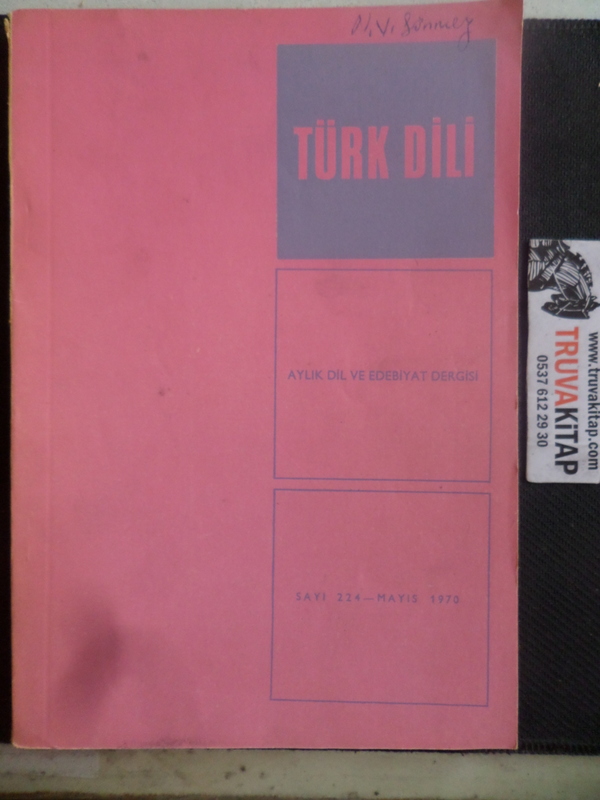 TÜRK DİLİ
AYLIK DİL VE EDEBİYAT DERGİSİ
SAYI 224 — MAYIS 1970
www.truvakitap.com
TRUVAKİTAP
0537 612 29 30